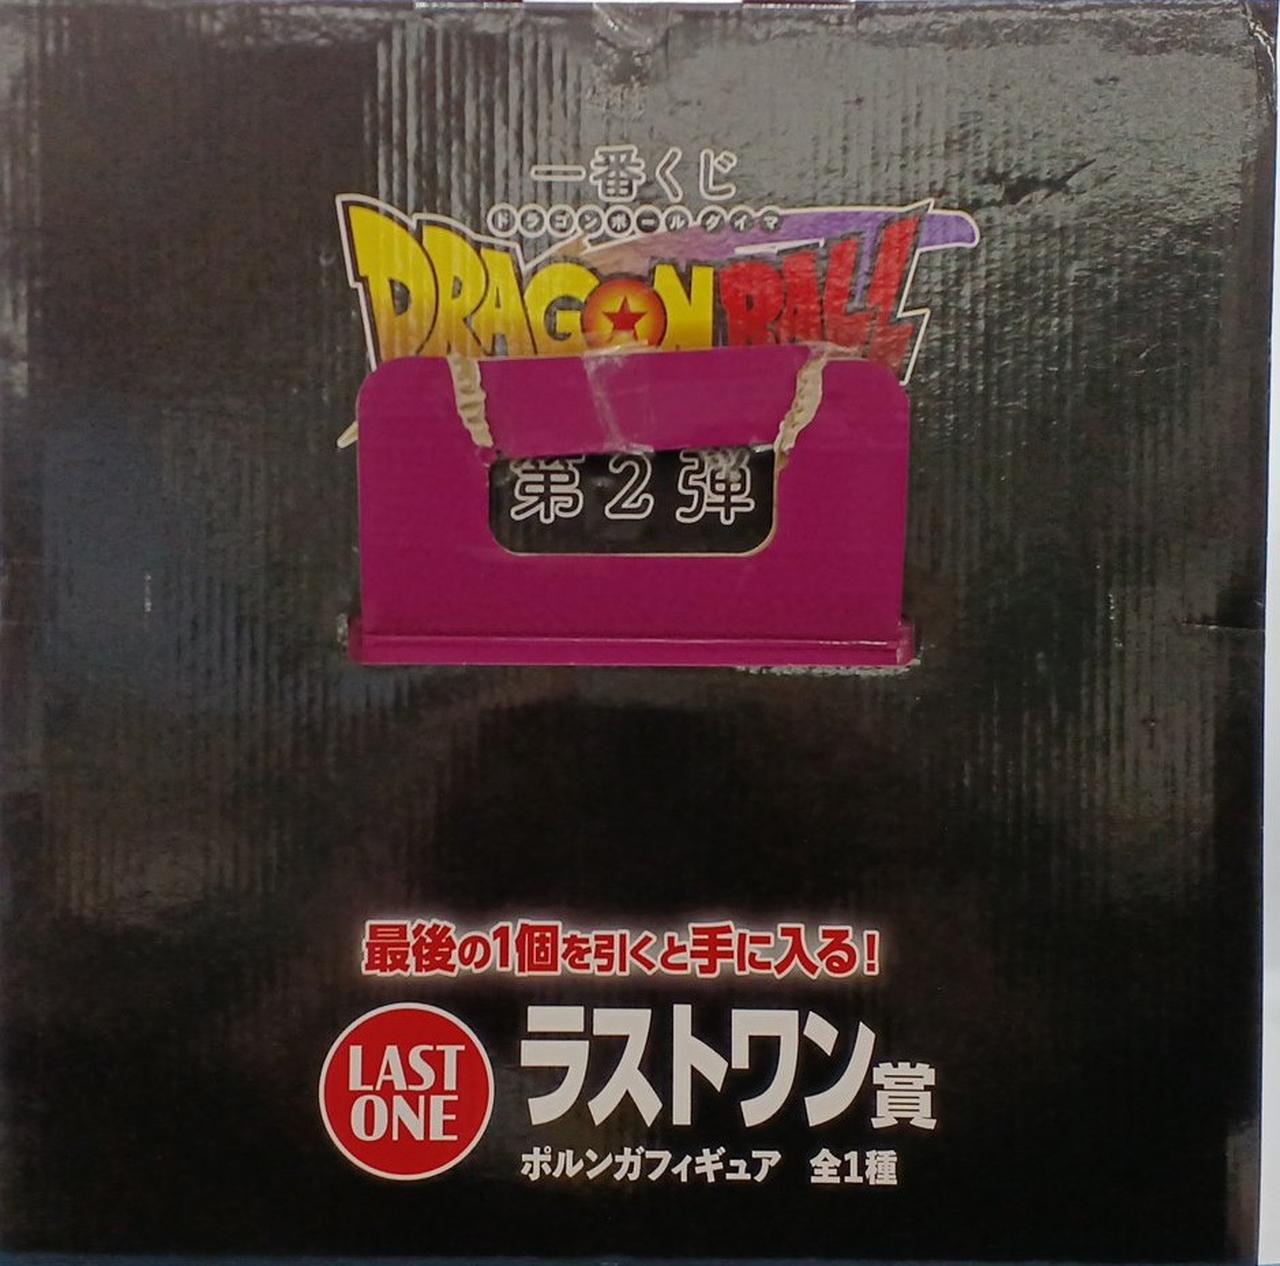 一番くじ
ドラゴンボールダイマ
DRAGON BALL
第2弾
最後の1個を引くと手に入る!
LAST
ONE
ラストワン賞
ポルンガフィギュア 全1種